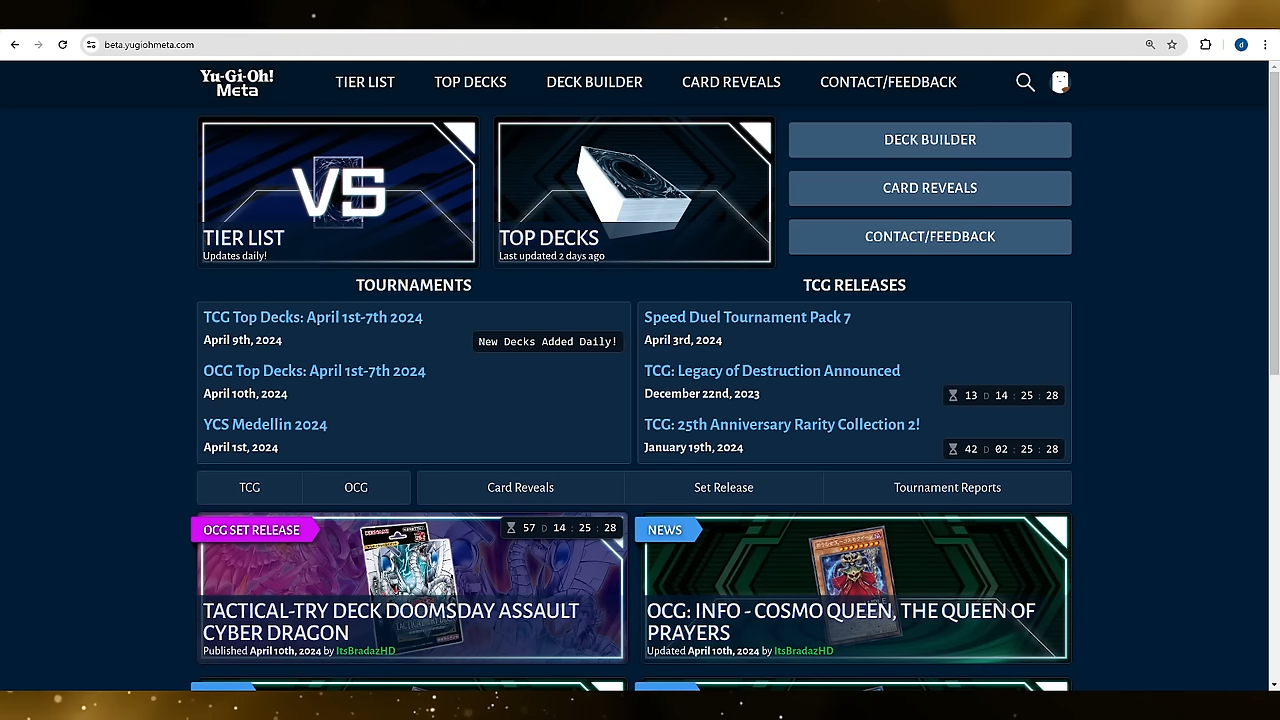 beta.yugiohmeta.com
d
Yu-Gi-Oh!
Meta
TIER LIST
TOP DECKS
DECK BUILDER
CARD REVEALS
CONTACT/FEEDBACK
VS
TIER LIST
Updates daily!
TOP DECKS
Last updated 2 days ago
DECK BUILDER
CARD REVEALS
CONTACT/FEEDBACK
TOURNAMENTS
TCG Top Decks: April 1st-7th 2024
April 9th, 2024
New Decks Added Daily!
OCG Top Decks: April 1st-7th 2024
April 10th, 2024
YCS Medellin 2024
April 1st, 2024
TCG RELEASES
Speed Duel Tournament Pack 7
April 3rd, 2024
TCG: Legacy of Destruction Announced
December 22nd, 2023
13 D 14 : 25 : 28
TCG: 25th Anniversary Rarity Collection 2!
January 19th, 2024
42 D 02 : 25 : 28
TCG
OCG
Card Reveals
Set Release
Tournament Reports
OCG SET RELEASE
57 D 14 : 25 : 28
TACTICAL-TRY DECK DOOMSDAY ASSAULT
CYBER DRAGON
Published April 10th, 2024 by ItsBradazHD
NEWS
OCG: INFO - COSMO QUEEN, THE QUEEN OF
PRAYERS
Updated April 10th, 2024 by ItsBradazHD